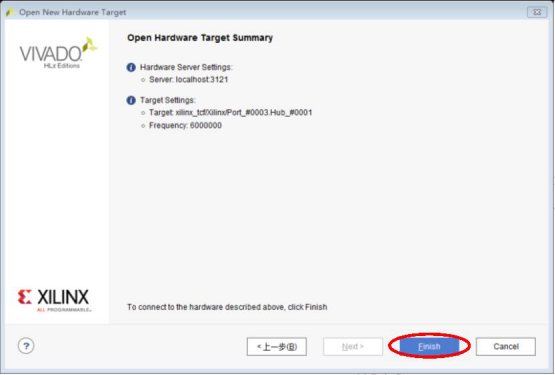 Open New Hardware Target
VIVADO
HLx Editions
Open Hardware Target Summary
Hardware Server Settings:
Server: localhost:3121
Target Settings:
Target: xilinx_tcf/Xilinx/Port_#0003.Hub_#0001
Frequency: 6000000
XILINX
ALL PROGRAMMABLE
To connect to the hardware described above, click Finish
?
<上一步(B)
Next >
Finish
Cancel